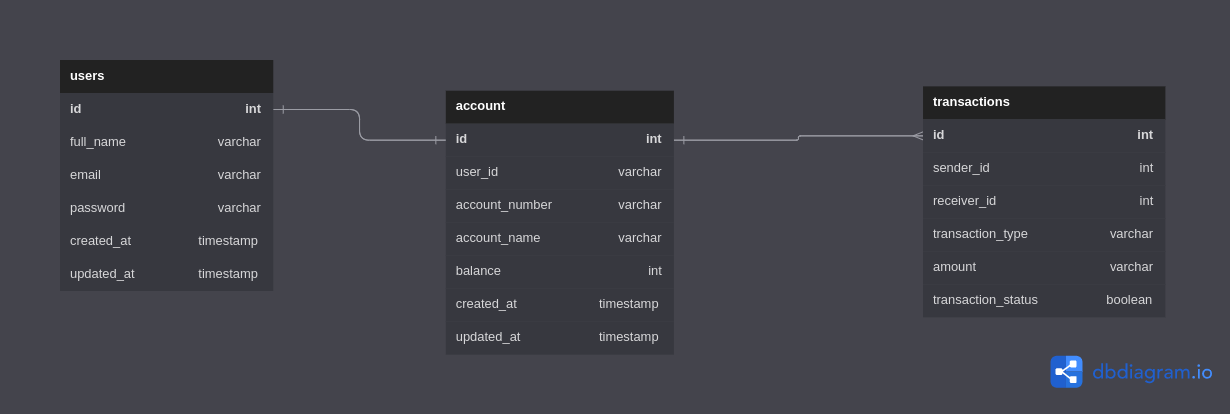 users
id int
full_name varchar
email varchar
password varchar
created_at timestamp
updated_at timestamp
account
id int
user_id varchar
account_number varchar
account_name varchar
balance int
created_at timestamp
updated_at timestamp
transactions
id int
sender_id int
receiver_id int
transaction_type varchar
amount varchar
transaction_status boolean
dbdiagram.io